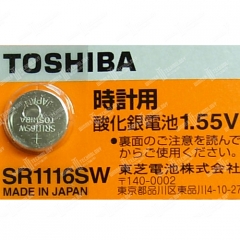 TOSHIBA
JAPAN
SR1116SW
時計用
酸化銀電池1.55V
●裏面のご注意を読んで
からご使用ください。
SR1116SW
MADE IN JAPAN
東芝電池株式会社
〒140-0002
東京都品川区東品川4-10-27